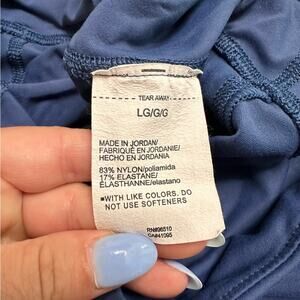 TEAR AWAY
LG/G/G
MADE IN JORDAN/
FABRIQUÉ EN JORDANIE/
HECHO EN JORDANIA
83% NYLON/poliamida
17% ELASTANE/
ÉLASTHANNE/elastano
WITH LIKE COLORS. DO
NOT USE SOFTENERS
RN#96510
CA#41095